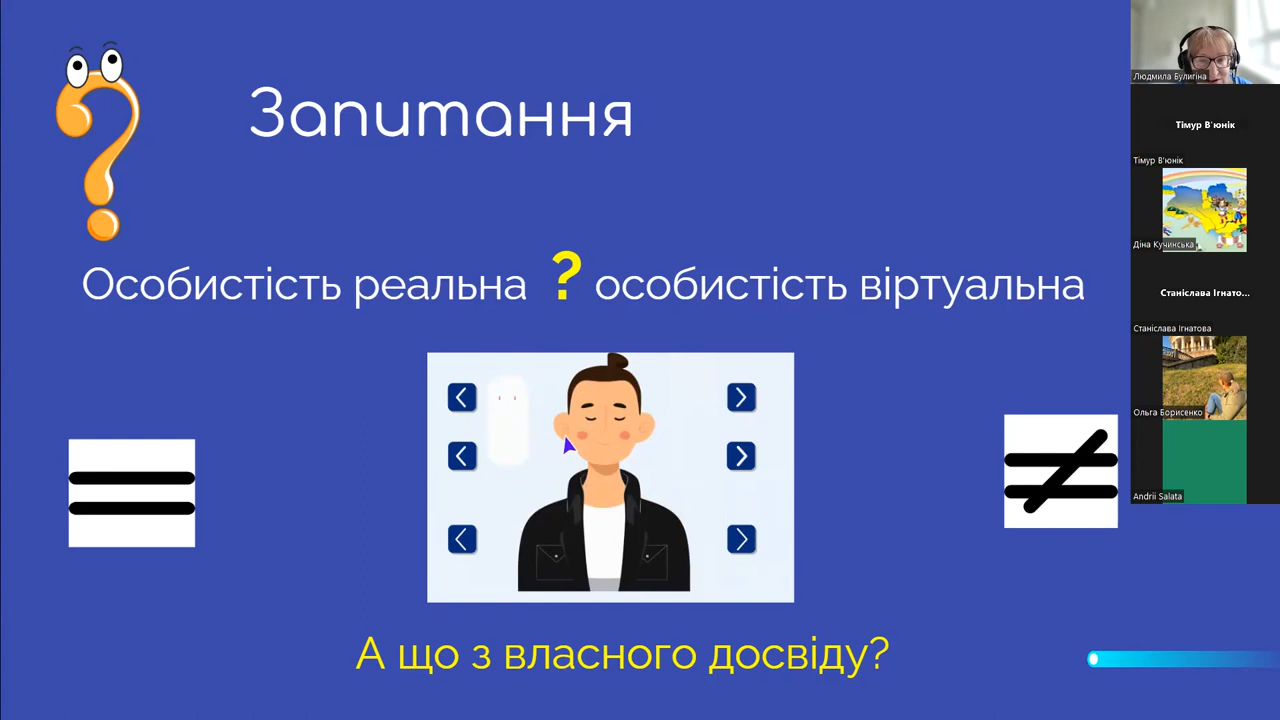 Запитання
Особистість реальна ? особистість віртуальна
А що з власного досвіду?
Людмила Булигіна
Тімур В'юнік
Тімур В'юнік
Діна Кучинська
Станіслава Ігнато...
Станіслава Ігнатова
Ольга Борисенко
Andrii Salata